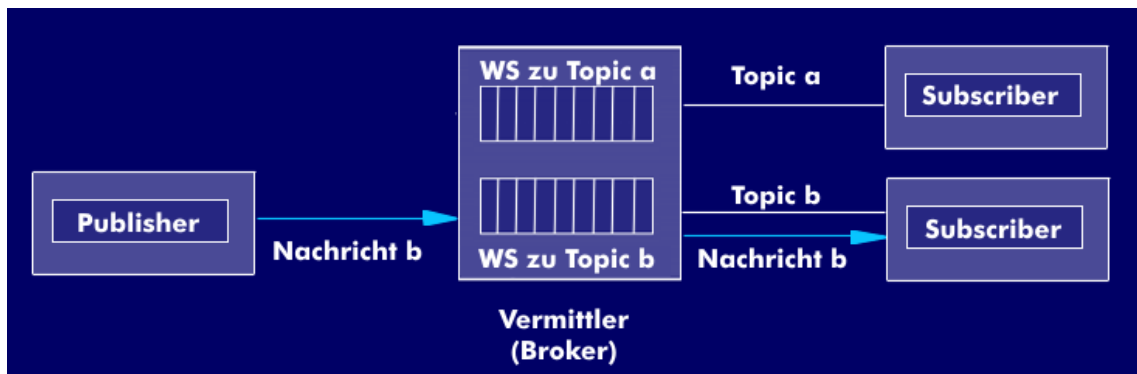 WS zu Topic a
Topic a
Subscriber
Publisher
Nachricht b
WS zu Topic b
Topic b
Nachricht b
Subscriber
Vermittler
(Broker)